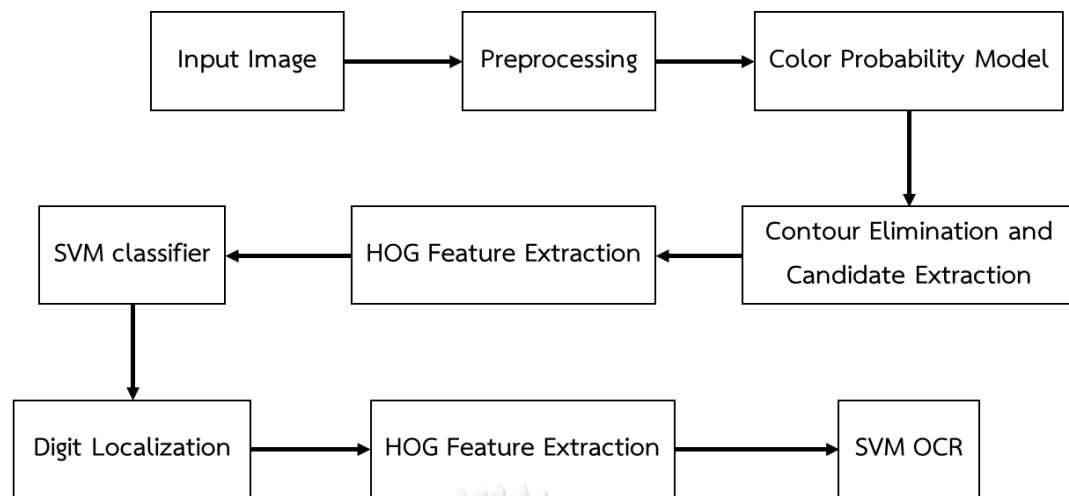 Input Image
Preprocessing
Color Probability Model
Contour Elimination and
Candidate Extraction
HOG Feature Extraction
SVM classifier
Digit Localization
HOG Feature Extraction
SVM OCR